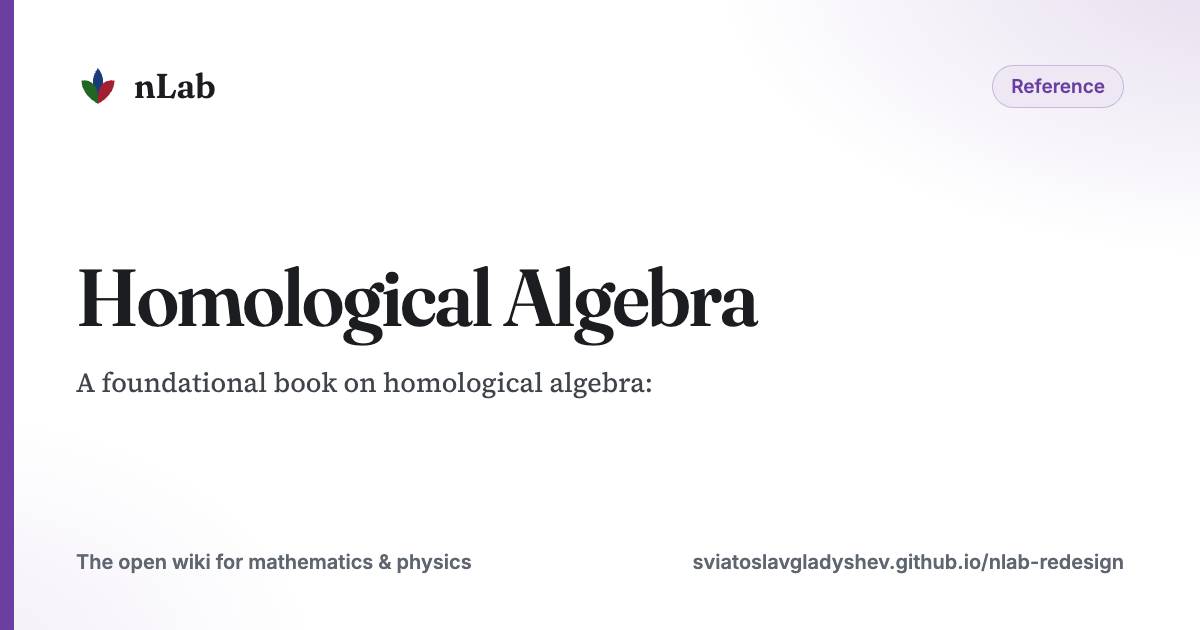 nLab
Reference
Homological Algebra
A foundational book on homological algebra:
The open wiki for mathematics & physics
sviatoslavgladyshev.github.io/nlab-redesign